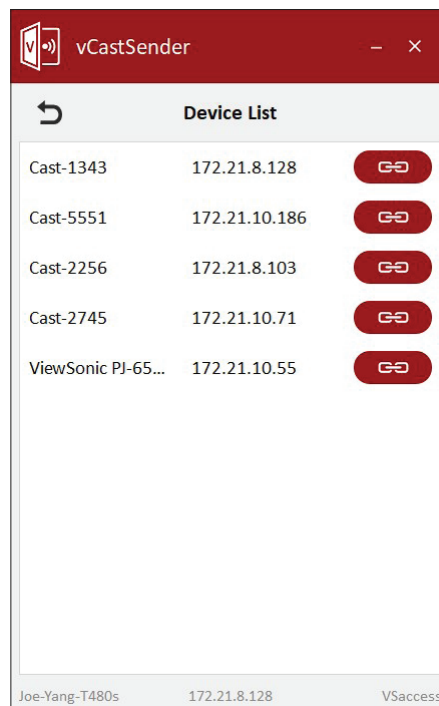 V vCastSender
Device List
Cast-1343 172.21.8.128
Cast-5551 172.21.10.186
Cast-2256 172.21.8.103
Cast-2745 172.21.10.71
ViewSonic PJ-65... 172.21.10.55
Joe-Yang-T480s 172.21.8.128 VSaccess